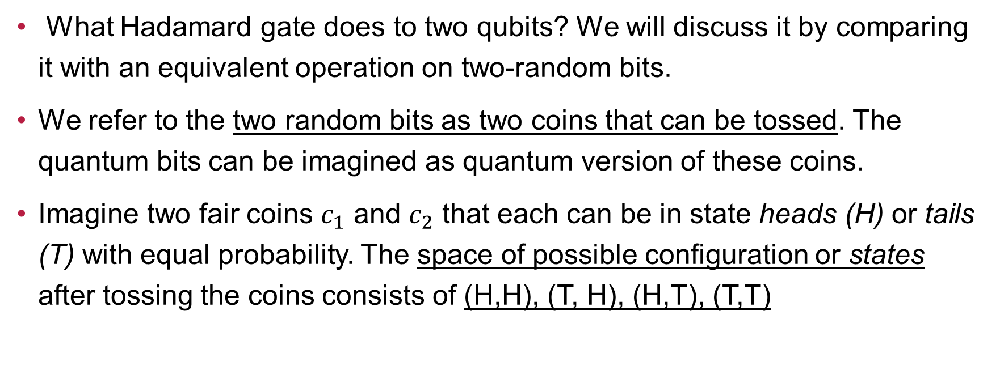 • What Hadamard gate does to two qubits? We will discuss it by comparing
it with an equivalent operation on two-random bits.
• We refer to the two random bits as two coins that can be tossed. The
quantum bits can be imagined as quantum version of these coins.
• Imagine two fair coins 𝑐₁ and 𝑐₂ that each can be in state heads (H) or tails
(T) with equal probability. The space of possible configuration or states
after tossing the coins consists of (H,H), (T, H), (H,T), (T,T)